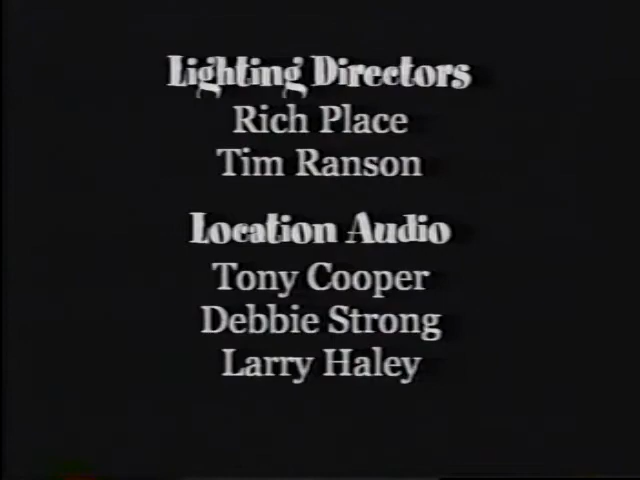 Lighting Directors
Rich Place
Tim Ranson
Location Audio
Tony Cooper
Debbie Strong
Larry Haley